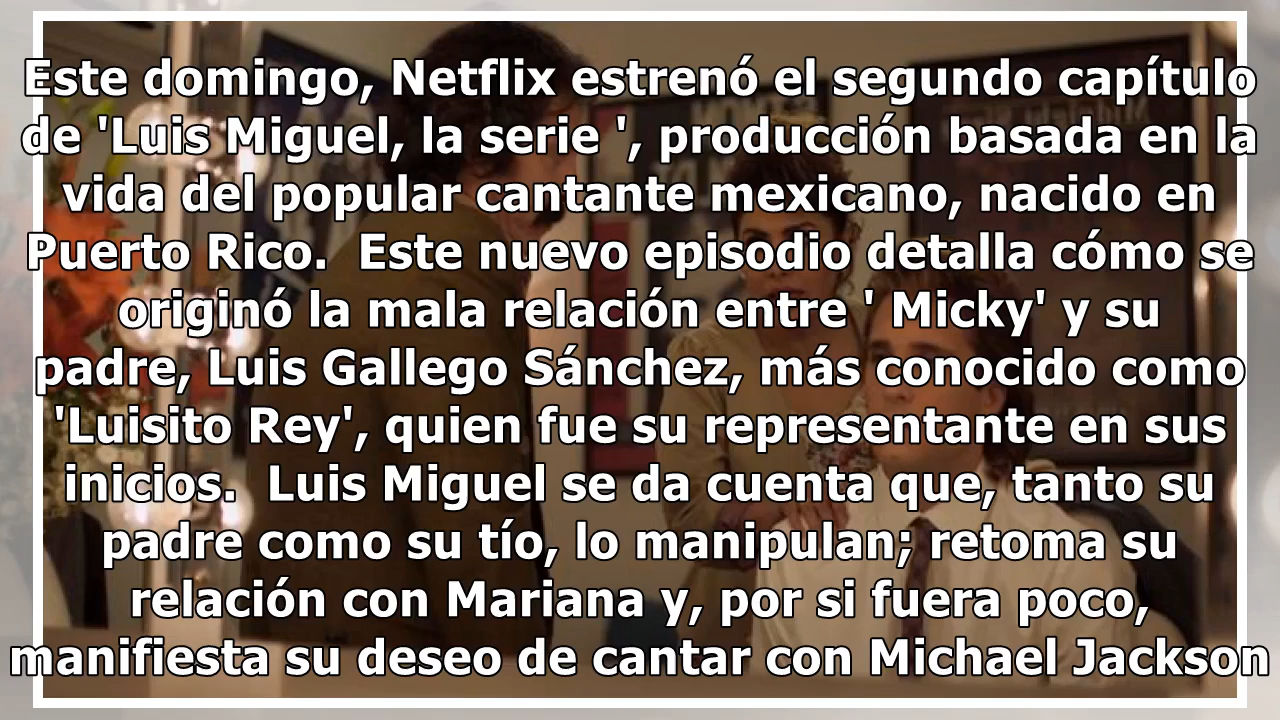 Este domingo, Netflix estrenó el segundo capítulo
de 'Luis Miguel, la serie ', producción basada en la
vida del popular cantante mexicano, nacido en
Puerto Rico.  Este nuevo episodio detalla cómo se
originó la mala relación entre ' Micky' y su
padre, Luis Gallego Sánchez, más conocido como
'Luisito Rey', quien fue su representante en sus
inicios.  Luis Miguel se da cuenta que, tanto su
padre como su tío, lo manipulan; retoma su
relación con Mariana y, por si fuera poco,
manifiesta su deseo de cantar con Michael Jackson